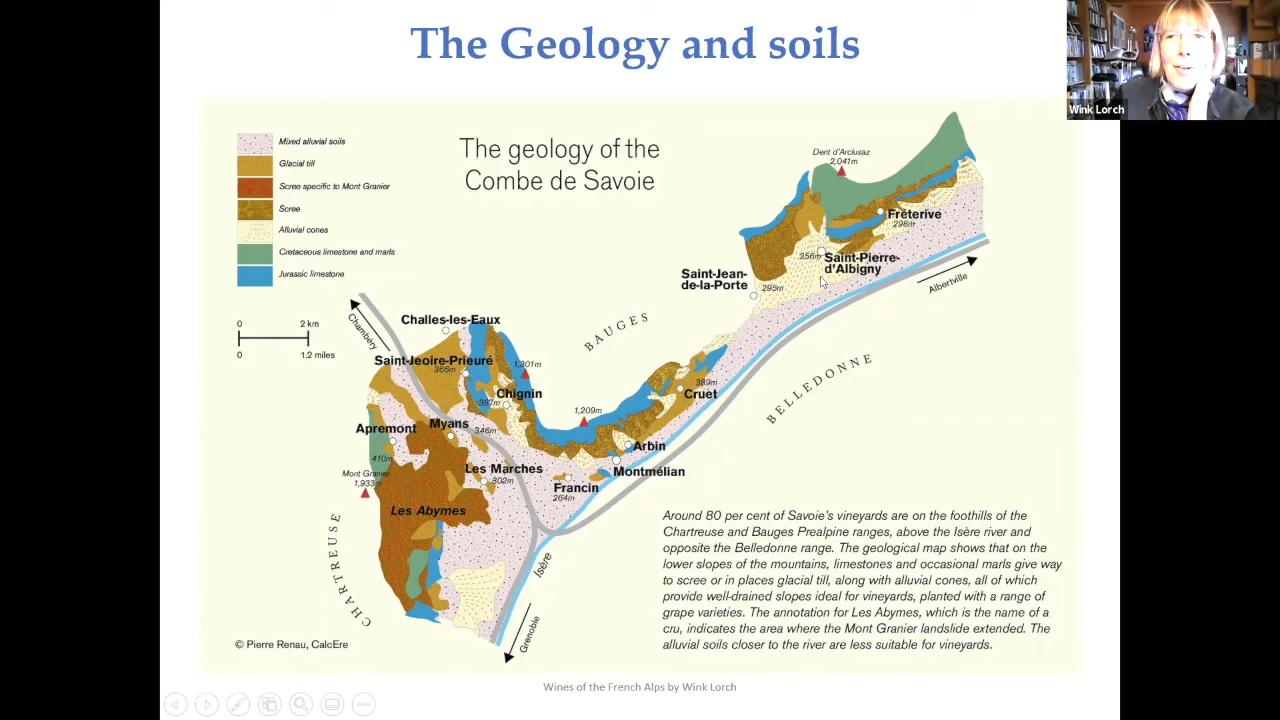 The Geology and soils
Wink Lorch
The geology of the
Combe de Savoie
Mixed alluvial soils
Glacial till
Scree specific to Mont Granier
Scree
Alluvial cones
Cretaceous limestone and marls
Jurassic limestone
0 2 km
0 1.2 miles
Dent d'Arclusaz
2,041m
Fréterive
298m
356m
Saint-Pierre-
d'Albigny
Saint-Jean-
de-la-Porte
295m
Albertville
Chambéry
Challes-les-Eaux
BAUGES
Saint-Jeoire-Prieuré
366m
1,301m
BELLEDONNE
389m
Cruet
Chignin
387m
1,209m
Apremont
Myans
346m
Arbin
410m
Les Marches
302m
Montmélian
Mont Granier
1,933m
Francin
264m
Les Abymes
CHARTREUSE
Isère
Grenoble
Around 80 per cent of Savoie's vineyards are on the foothills of the
Chartreuse and Bauges Prealpine ranges, above the Isère river and
opposite the Belledonne range. The geological map shows that on the
lower slopes of the mountains, limestones and occasional marls give way
to scree or in places glacial till, along with alluvial cones, all of which
provide well-drained slopes ideal for vineyards, planted with a range of
grape varieties. The annotation for Les Abymes, which is the name of a
cru, indicates the area where the Mont Granier landslide extended. The
alluvial soils closer to the river are less suitable for vineyards.
© Pierre Renau, CalcEre
Wines of the French Alps by Wink Lorch